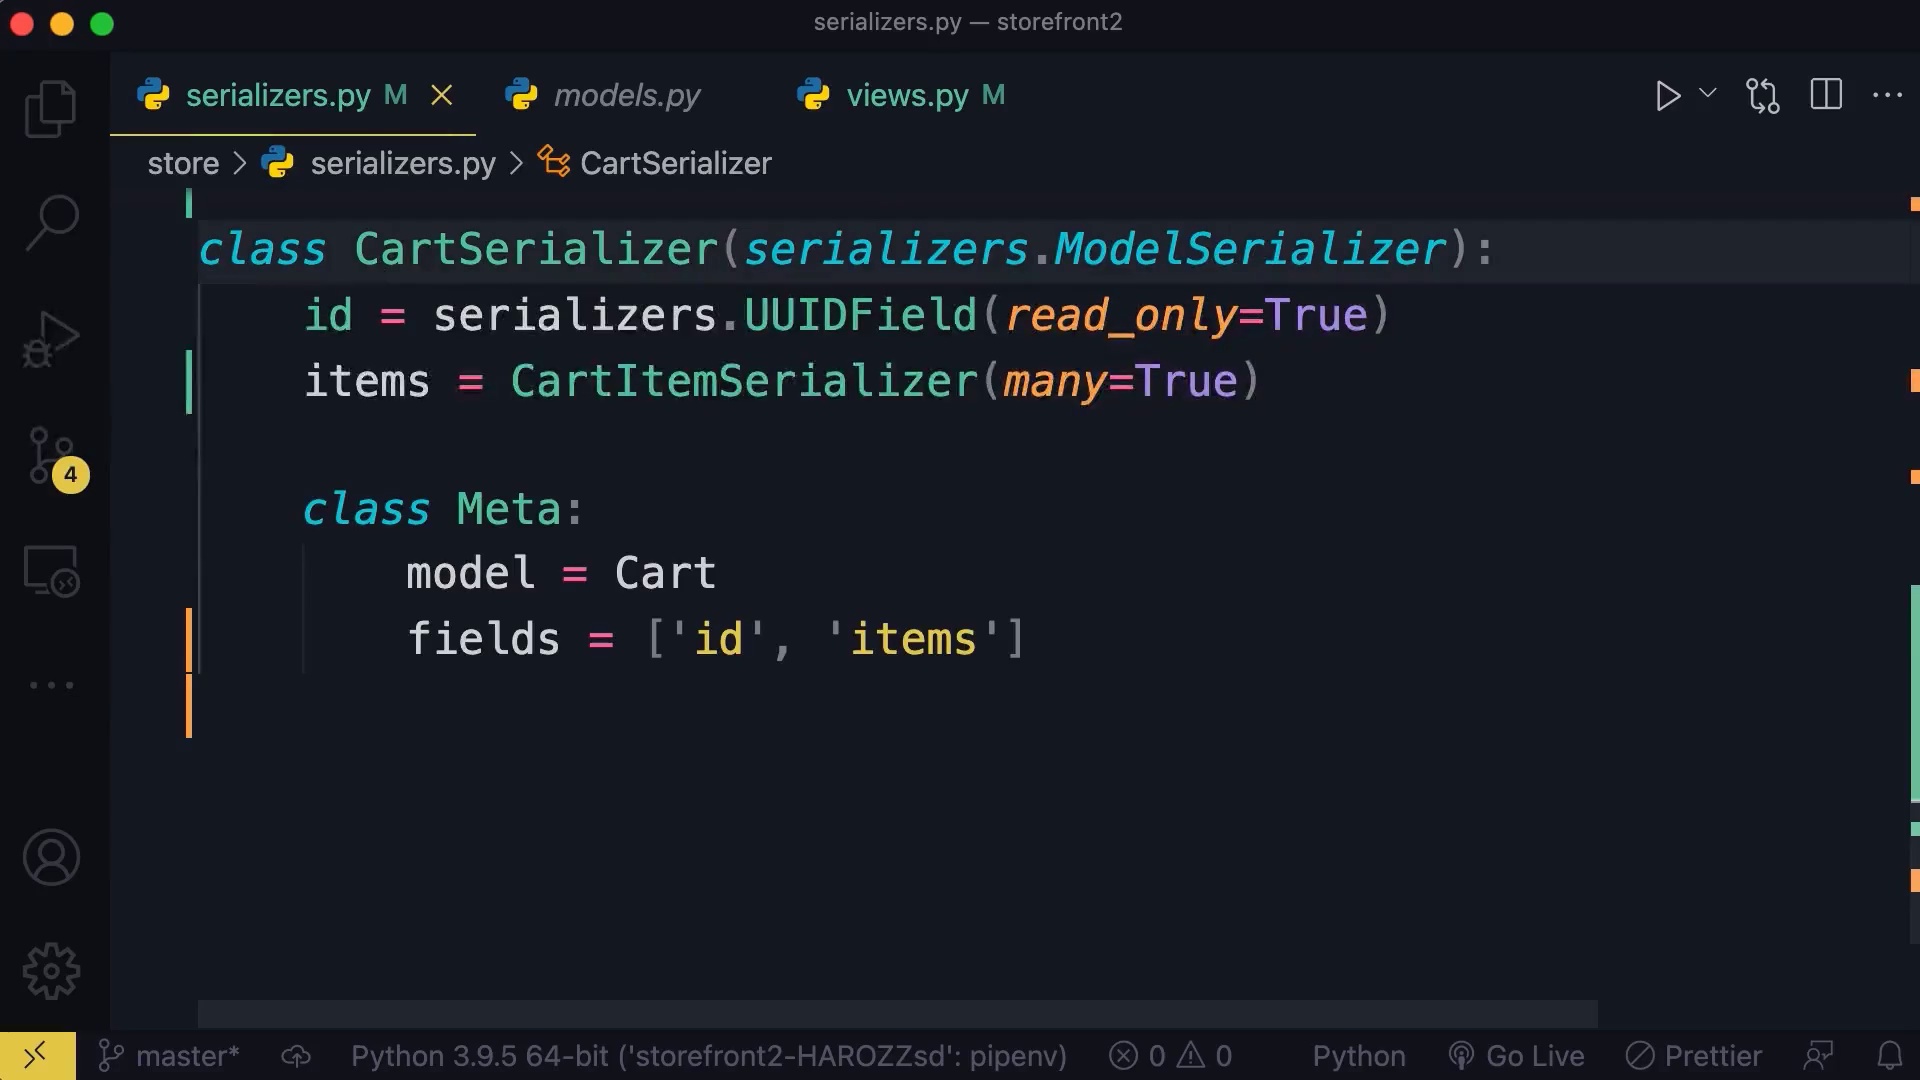 serializers.py — storefront2
serializers.py M models.py views.py M
store > serializers.py > CartSerializer
class CartSerializer(serializers.ModelSerializer):
    id = serializers.UUIDField(read_only=True)
    items = CartItemSerializer(many=True)
    class Meta:
        model = Cart
        fields = ['id', 'items']
4
master* Python 3.9.5 64-bit ('storefront2-HAROZZsd': pipenv) 0 0 Python Go Live Prettier